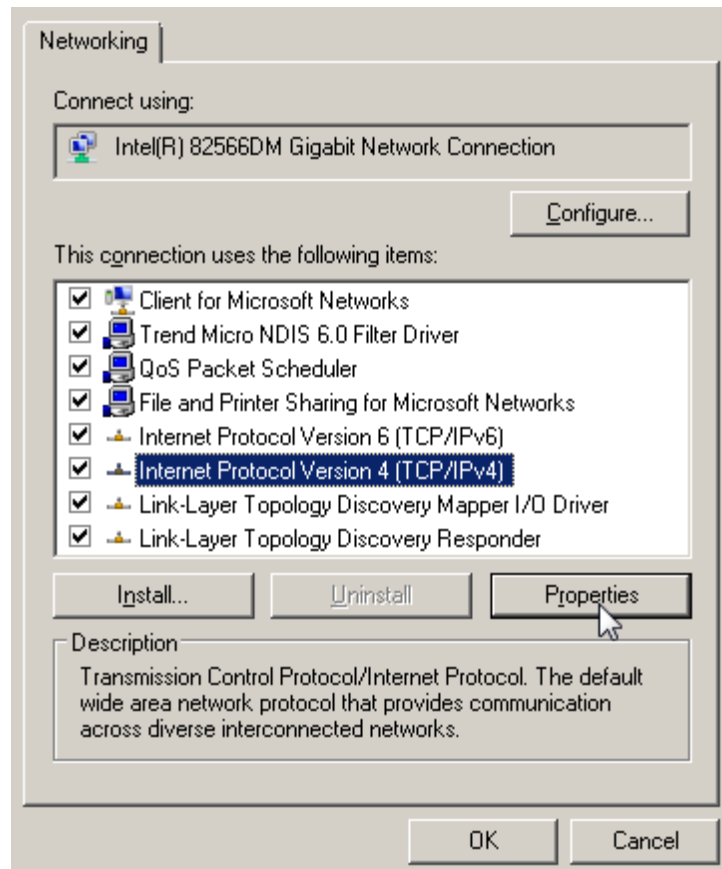 Networking
Connect using:
Intel(R) 82566DM Gigabit Network Connection
Configure...
This connection uses the following items:
Client for Microsoft Networks
Trend Micro NDIS 6.0 Filter Driver
QoS Packet Scheduler
File and Printer Sharing for Microsoft Networks
Internet Protocol Version 6 (TCP/IPv6)
Internet Protocol Version 4 (TCP/IPv4)
Link-Layer Topology Discovery Mapper I/O Driver
Link-Layer Topology Discovery Responder
Install...
Uninstall
Properties
Description
Transmission Control Protocol/Internet Protocol. The default
wide area network protocol that provides communication
across diverse interconnected networks.
OK
Cancel